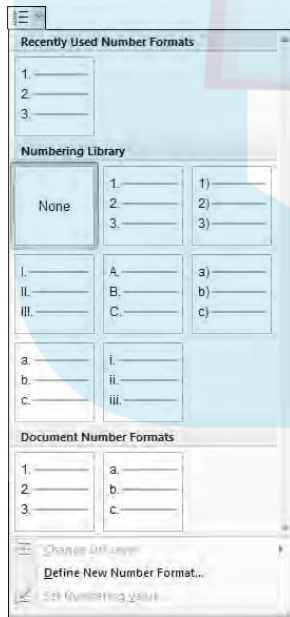 Recently Used Number Formats
1.
2.
3.
Numbering Library
None
1.
2.
3.
1)
2)
3)
I.
II.
III.
A.
B.
C.
a)
b)
c)
a.
b.
c.
i.
ii.
iii.
Document Number Formats
1.
2.
3.
a.
b.
c.
Change List Level
Define New Number Format...
Set Numbering Value...